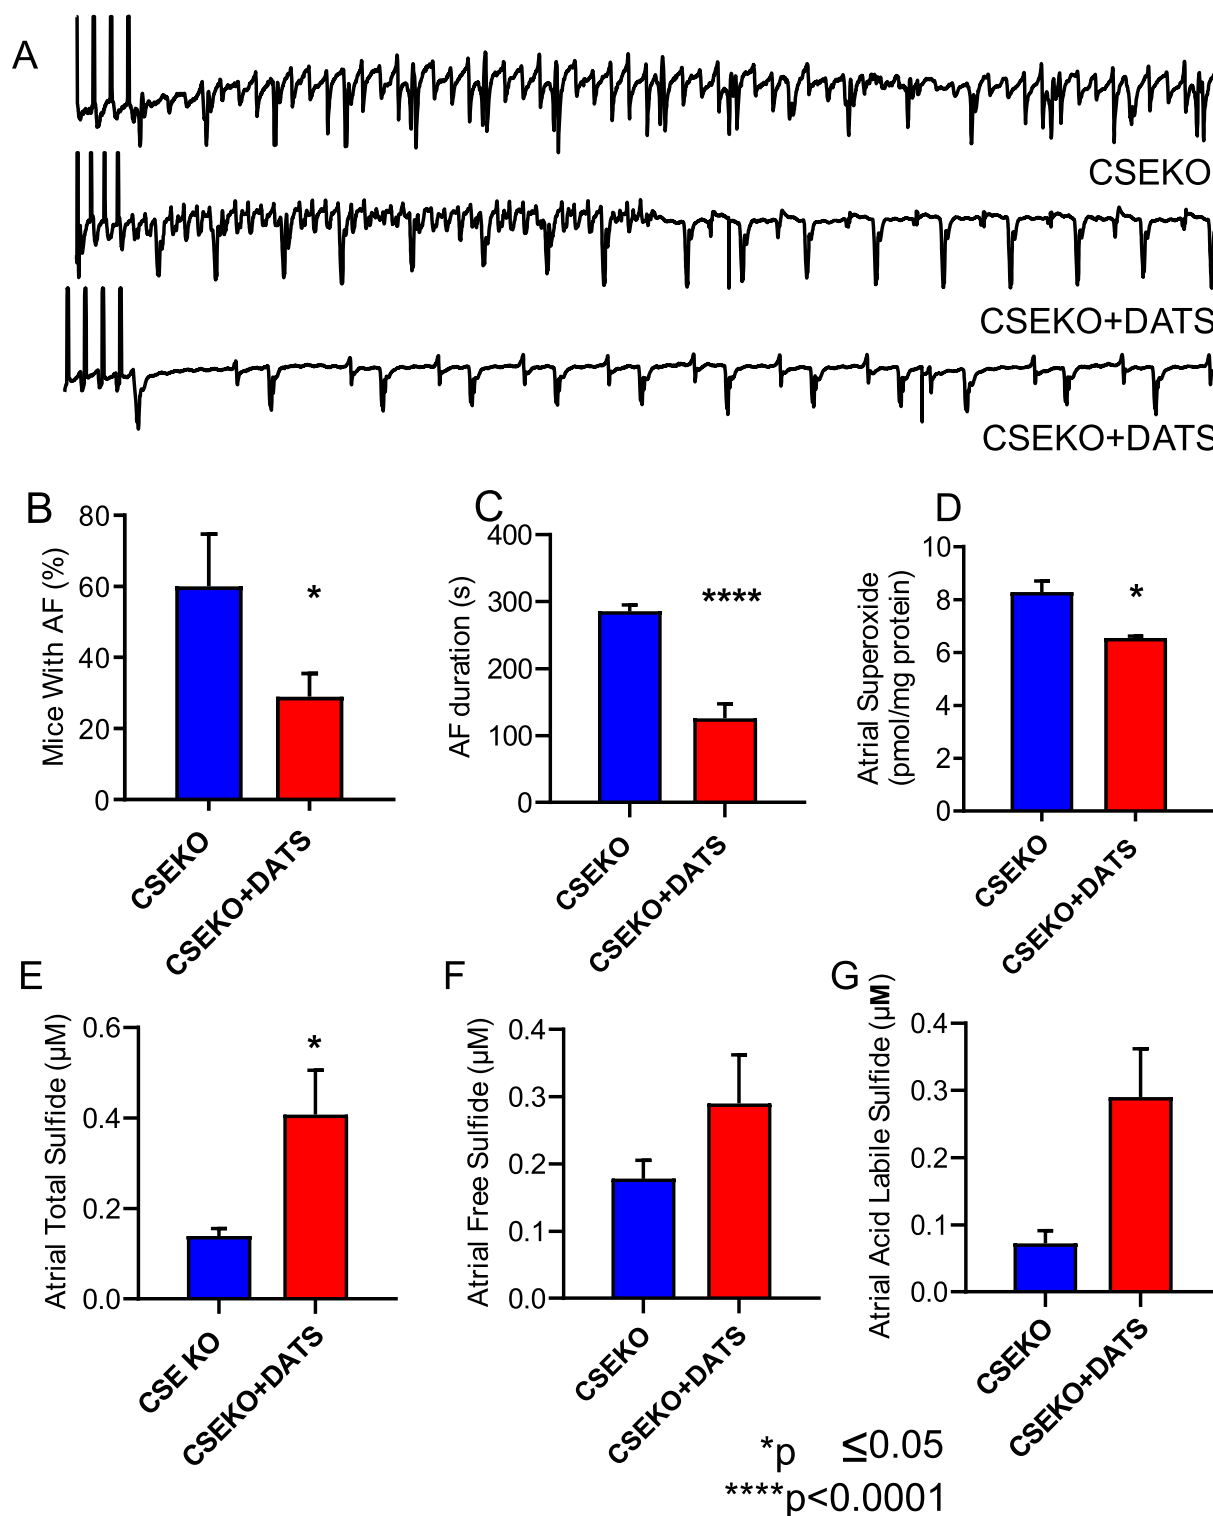 A
CSEKO
CSEKO+DATS
CSEKO+DATS
B
Mice With AF (%)
80
60
40
20
0
*
CSEKO
CSEKO+DATS
C
AF duration (s)
400
300
200
100
0
****
CSEKO
CSEKO+DATS
D
Atrial Superoxide
(pmol/mg protein)
10
8
6
4
2
0
*
CSEKO
CSEKO+DATS
E
Atrial Total Sulfide (µM)
0.6
0.4
0.2
0.0
*
CSE KO
CSEKO+DATS
F
Atrial Free Sulfide (µM)
0.4
0.3
0.2
0.1
0.0
CSEKO
CSEKO+DATS
G
Atrial Acid Labile Sulfide (µM)
0.4
0.3
0.2
0.1
0.0
CSEKO
CSEKO+DATS
*p ≤0.05
****p<0.0001